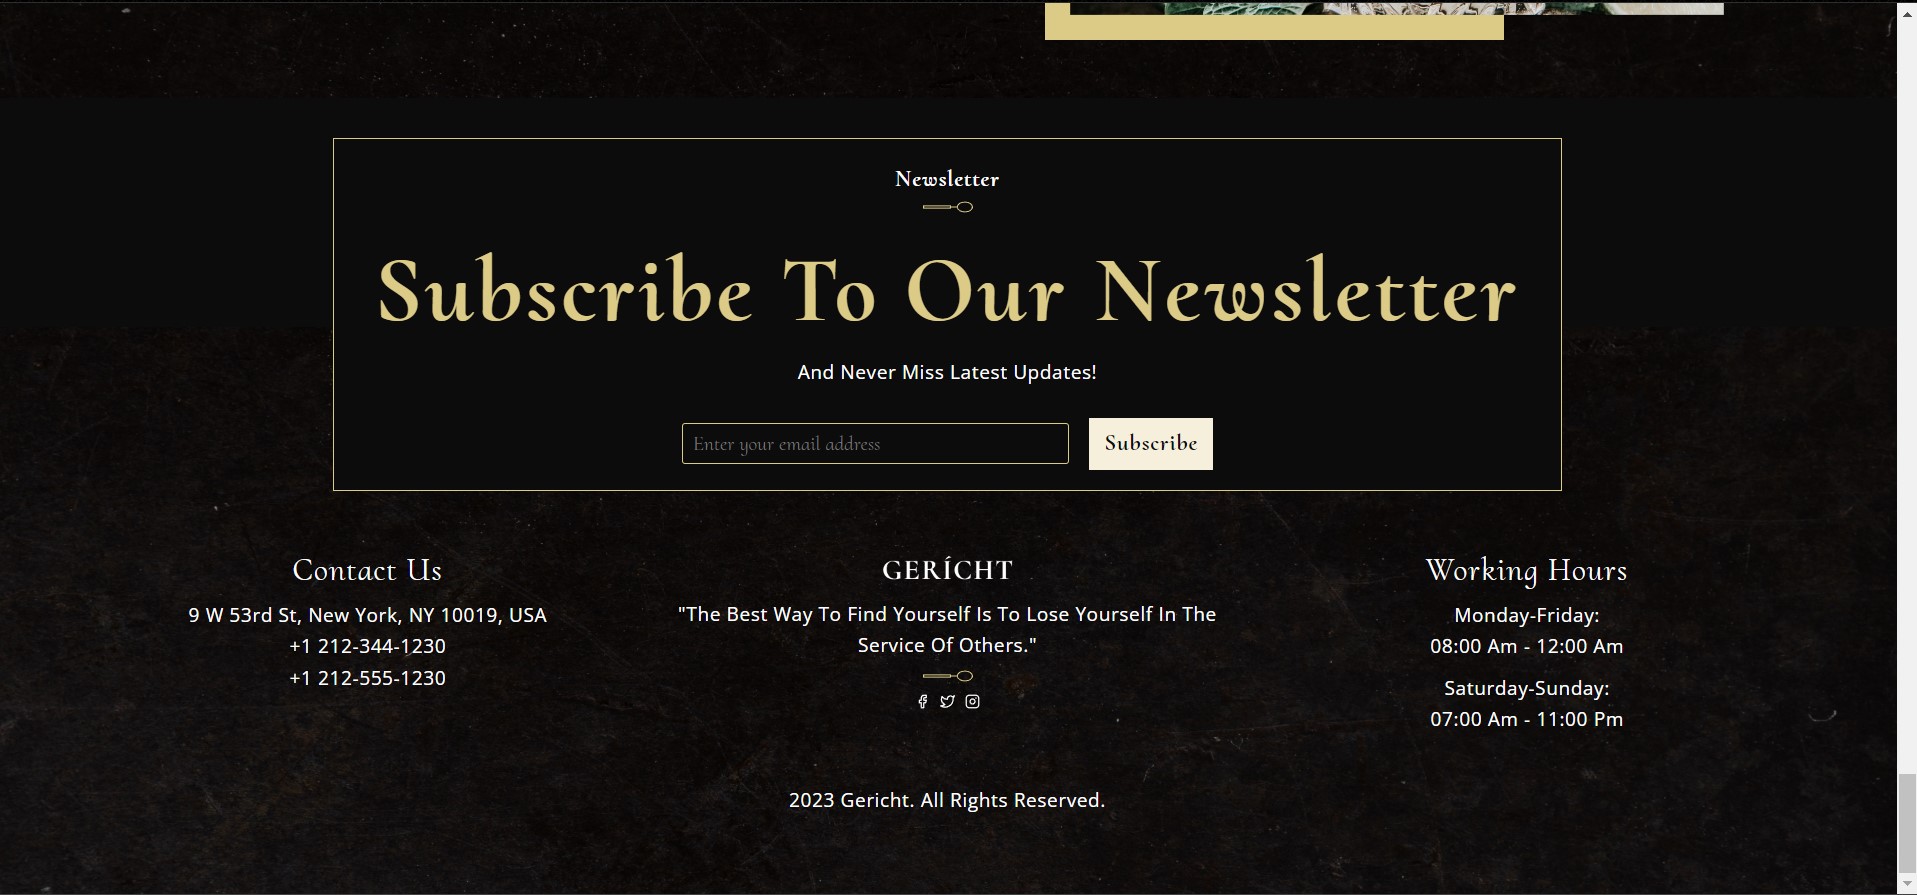 Newsletter
Subscribe To Our Newsletter
And Never Miss Latest Updates!
Enter your email address
Subscribe
Contact Us
9 W 53rd St, New York, NY 10019, USA
+1 212-344-1230
+1 212-555-1230
GERÍCHT
"The Best Way To Find Yourself Is To Lose Yourself In The
Service Of Others."
Working Hours
Monday-Friday:
08:00 Am - 12:00 Am
Saturday-Sunday:
07:00 Am - 11:00 Pm
2023 Gericht. All Rights Reserved.